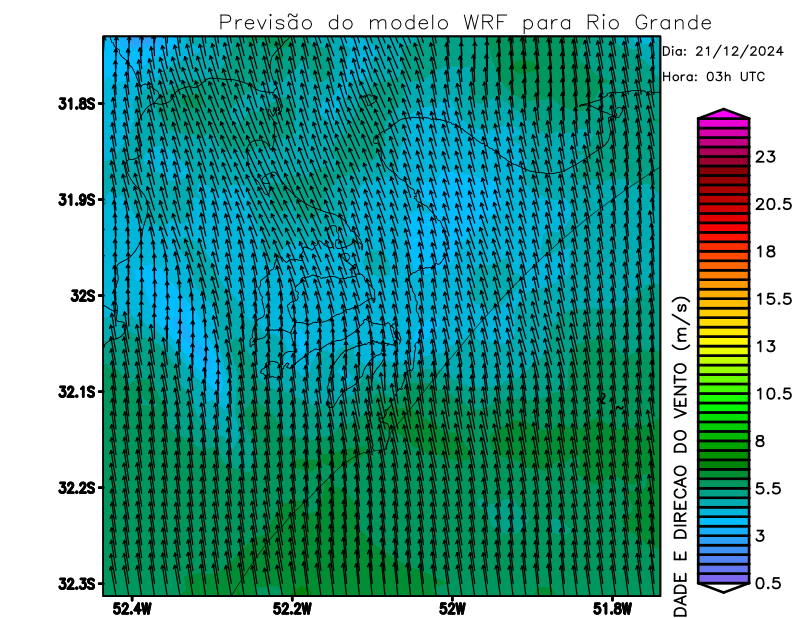 Previsão do modelo WRF para Rio Grande
Dia: 21/12/2024
Hora: 03h UTC
31.8S
31.9S
32S
32.1S
32.2S
32.3S
52.4W
52.2W
52W
51.8W
23
20.5
18
15.5
13
10.5
8
5.5
3
0.5
DADE E DIRECAO DO VENTO (m/s)